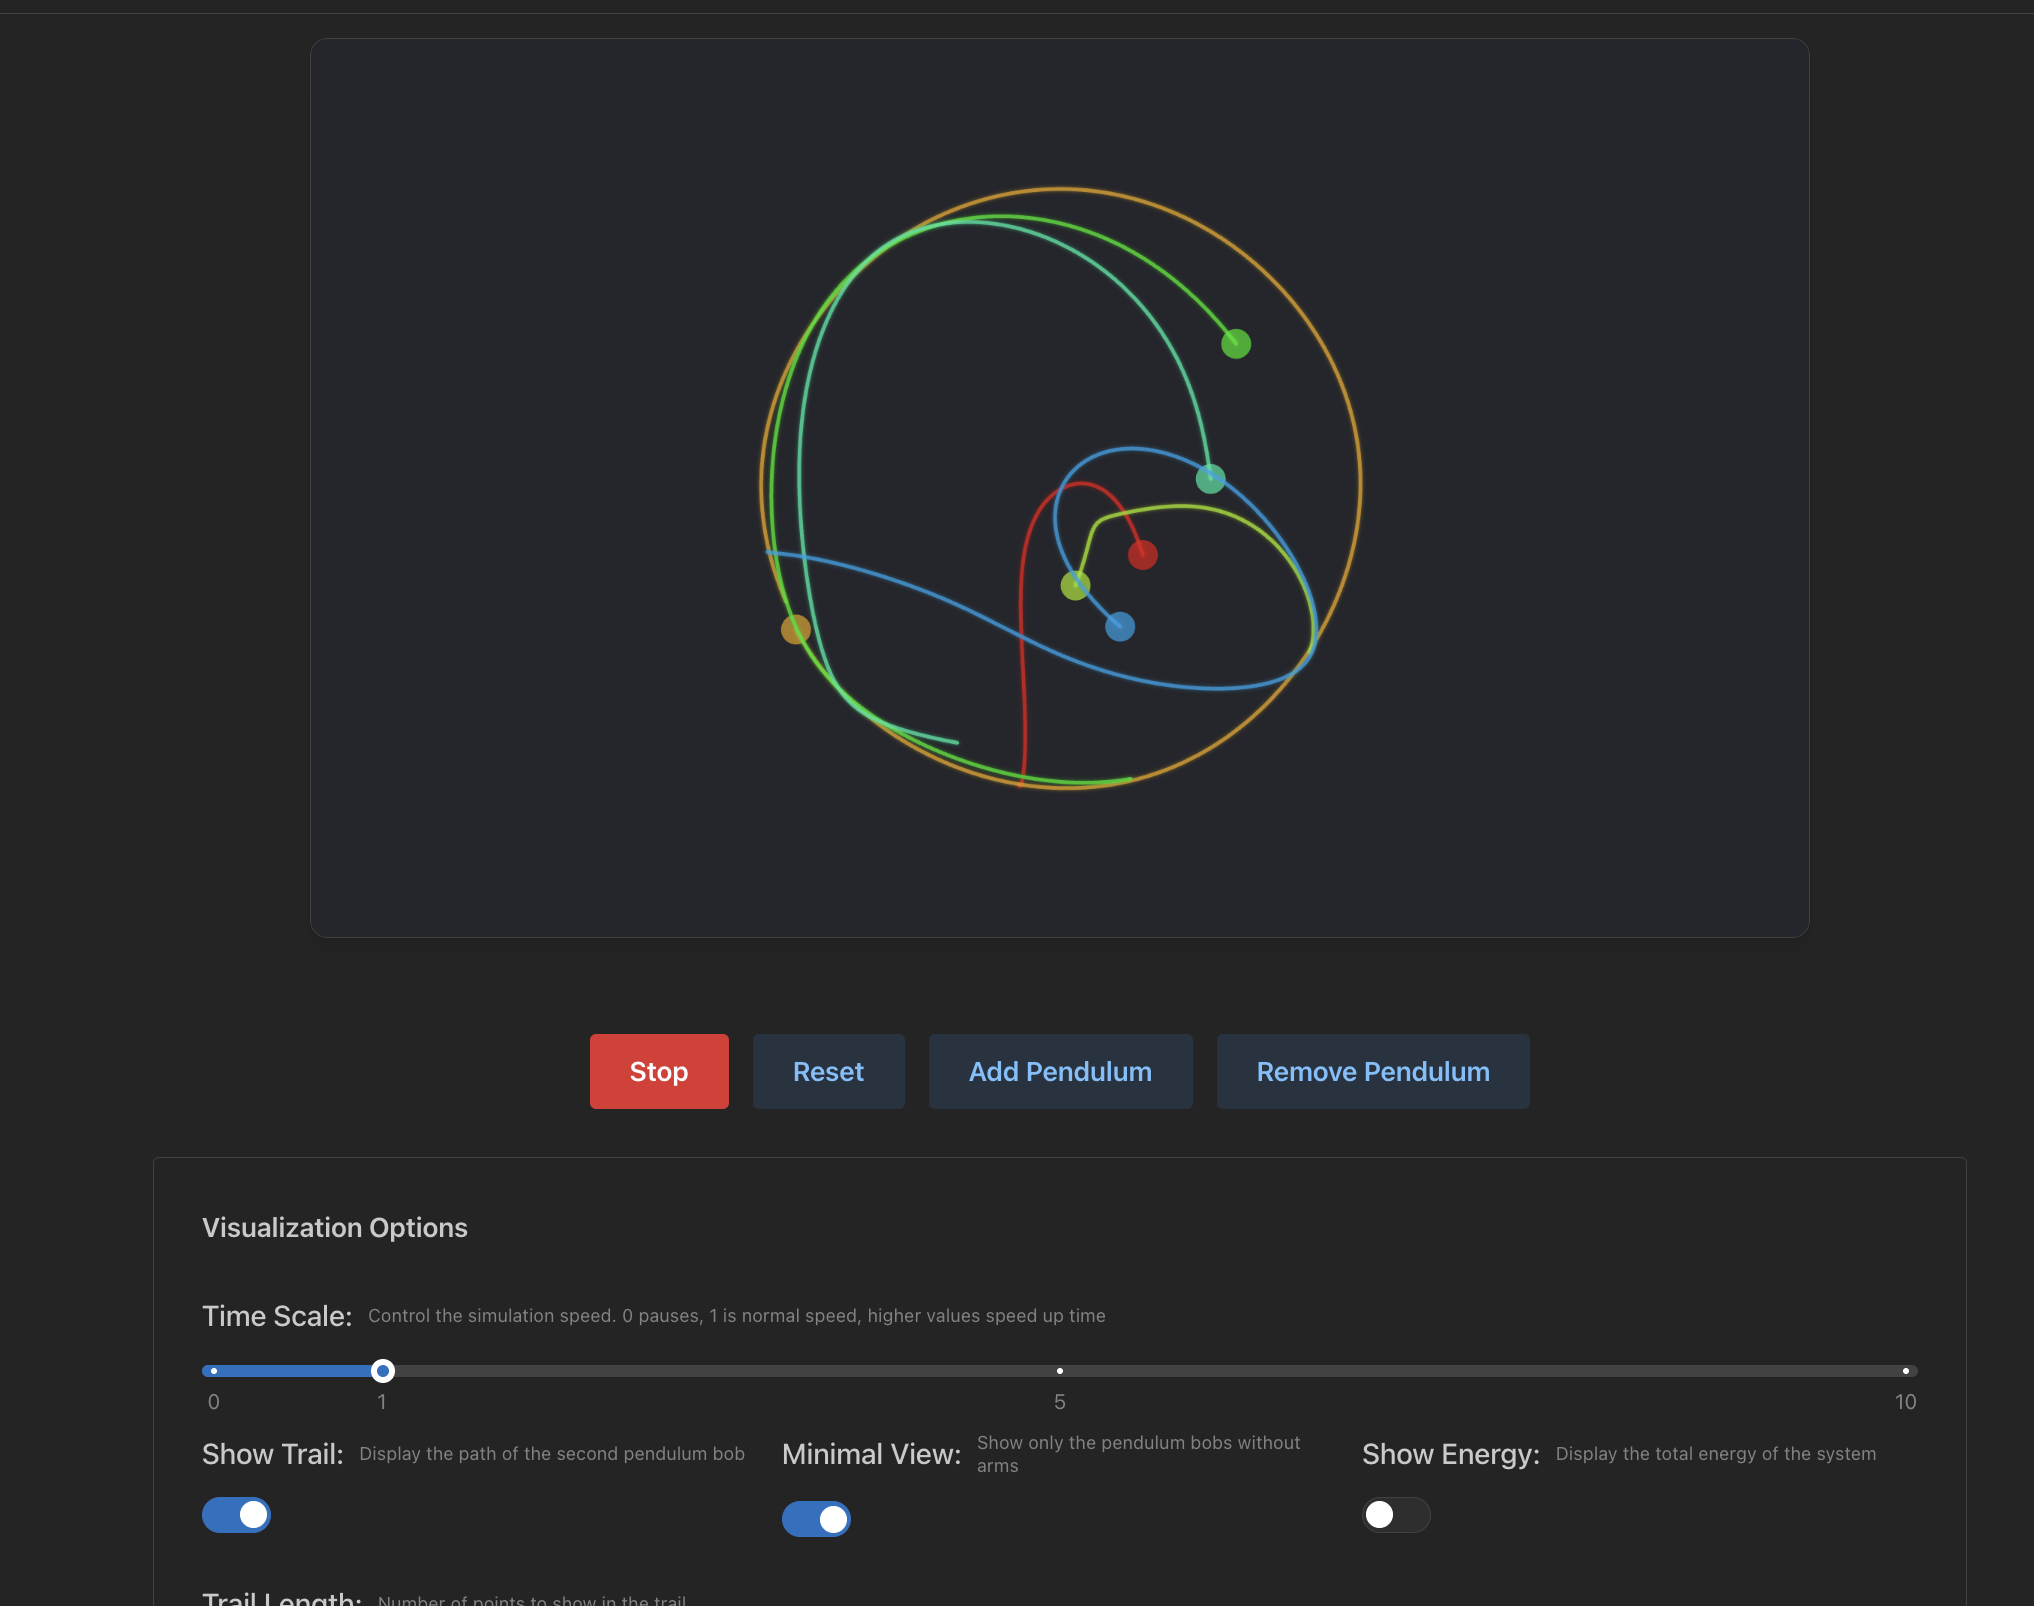 Stop
Reset
Add Pendulum
Remove Pendulum
Visualization Options
Time Scale: Control the simulation speed. 0 pauses, 1 is normal speed, higher values speed up time
0 1 5 10
Show Trail: Display the path of the second pendulum bob
Minimal View: Show only the pendulum bobs without
arms
Show Energy: Display the total energy of the system
Trail Length: Number of points to show in the trail